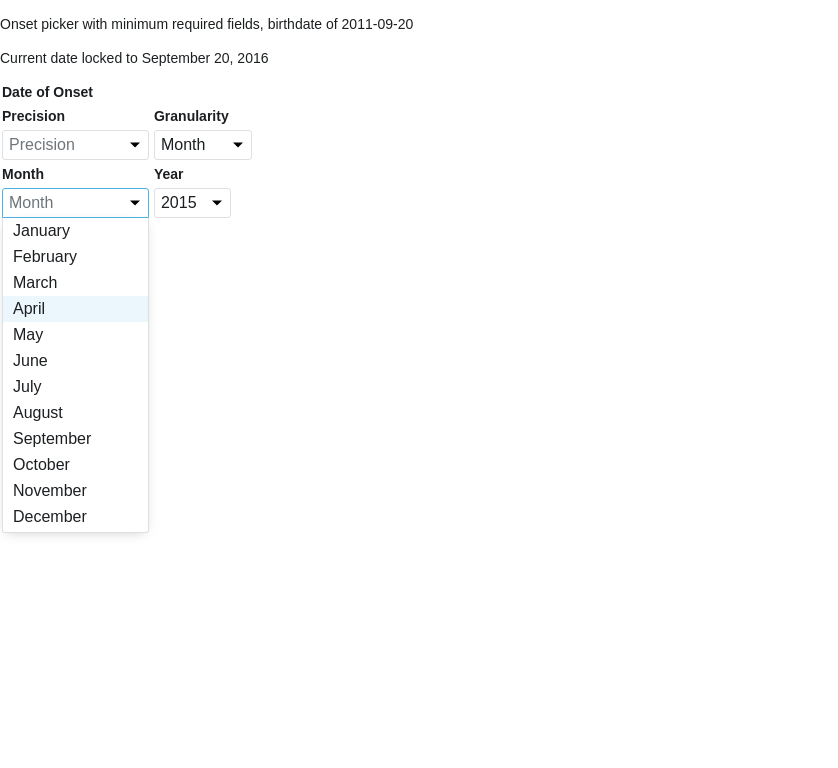 Onset picker with minimum required fields, birthdate of 2011-09-20
Current date locked to September 20, 2016
Date of Onset
Precision Granularity
Precision Month
Month Year
Month 2015
January
February
March
April
May
June
July
August
September
October
November
December